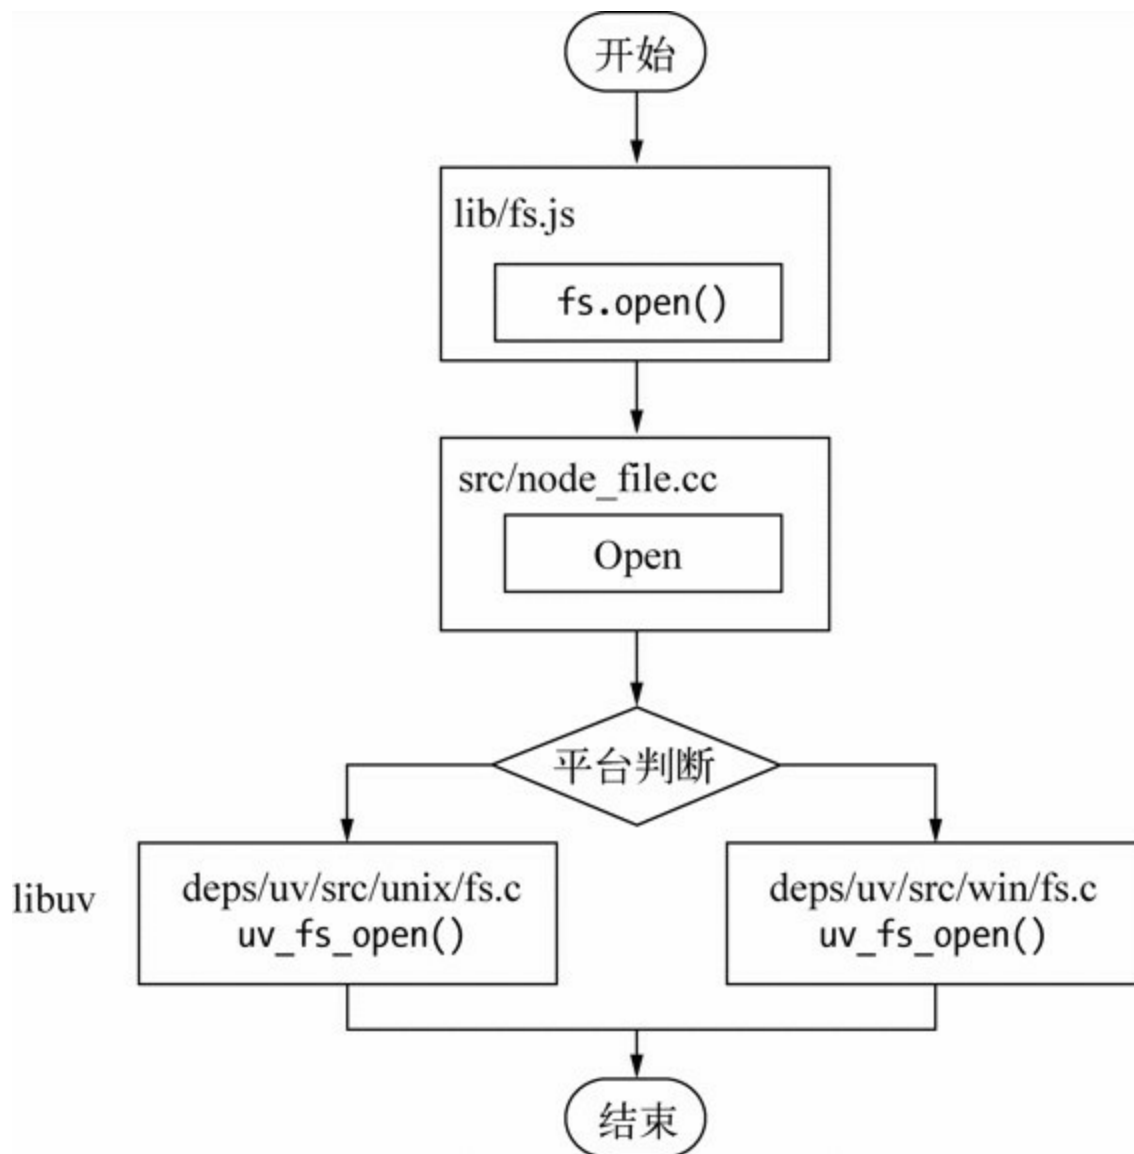 开始
lib/fs.js
fs.open()
src/node_file.cc
Open
平台判断
libuv
deps/uv/src/unix/fs.c
uv_fs_open()
deps/uv/src/win/fs.c
uv_fs_open()
结束